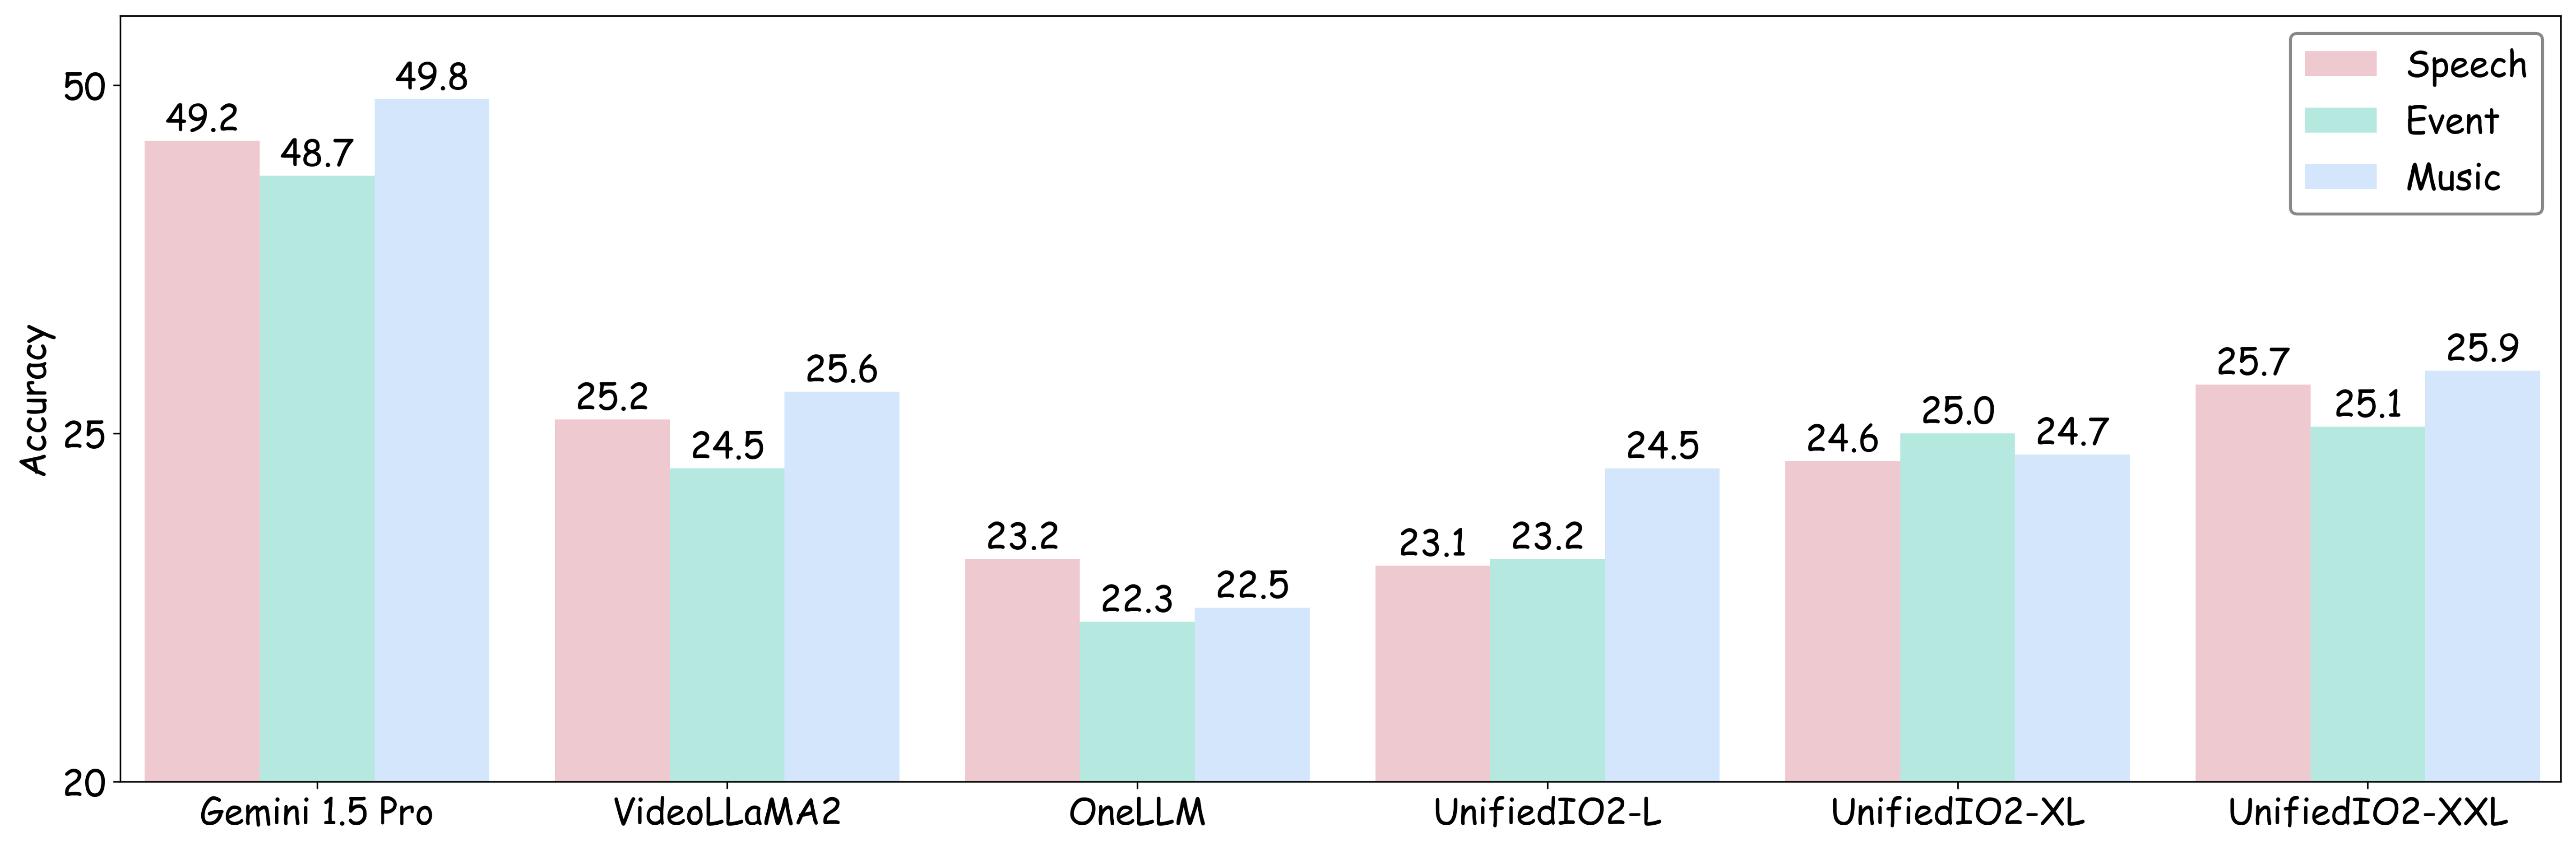 Accuracy
50
25
20
49.2
48.7
49.8
25.2
24.5
25.6
23.2
22.3
22.5
23.1
23.2
24.5
24.6
25.0
24.7
25.7
25.1
25.9
Speech
Event
Music
Gemini 1.5 Pro
VideoLLaMA2
OneLLM
UnifiedIO2-L
UnifiedIO2-XL
UnifiedIO2-XXL